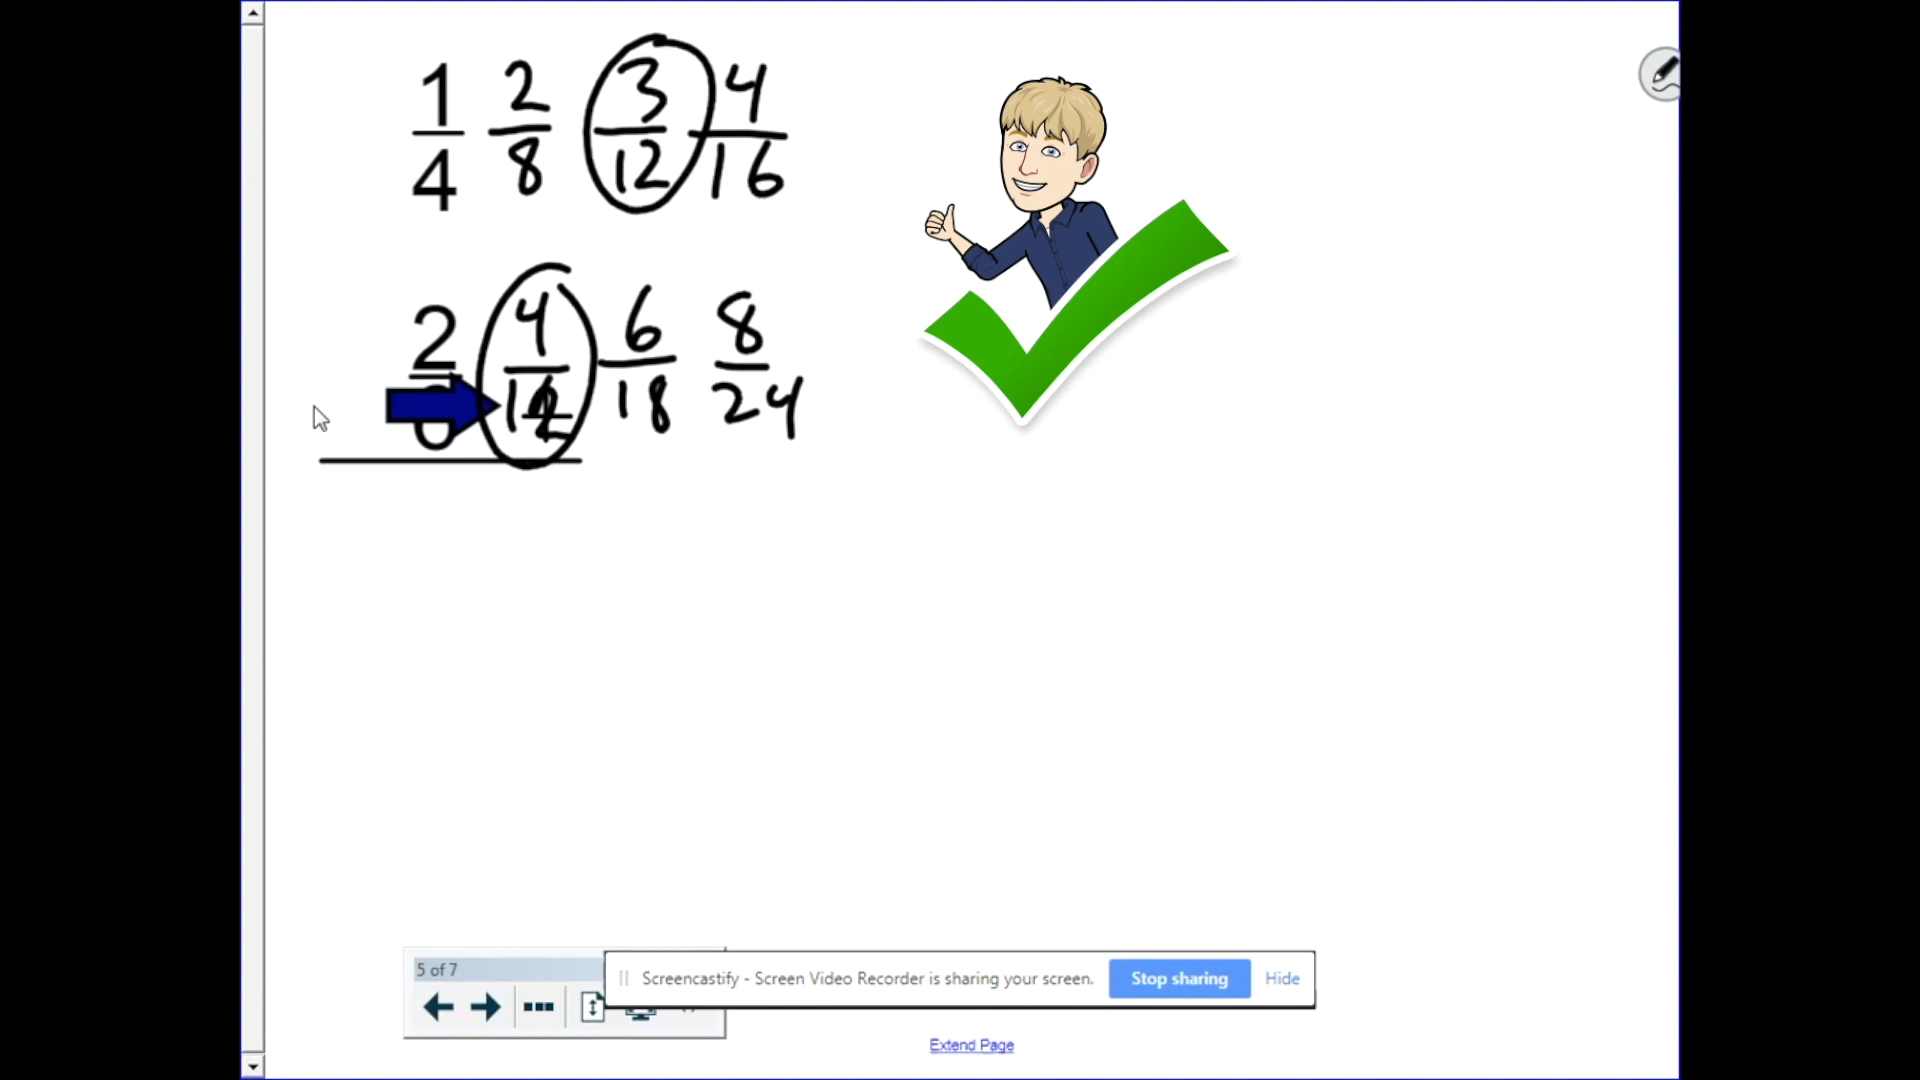 1 2 3 4
4 8 12 16
2 4 6 8
12 18 24
5 of 7
Screencastify - Screen Video Recorder is sharing your screen.
Stop sharing
Hide
Extend Page